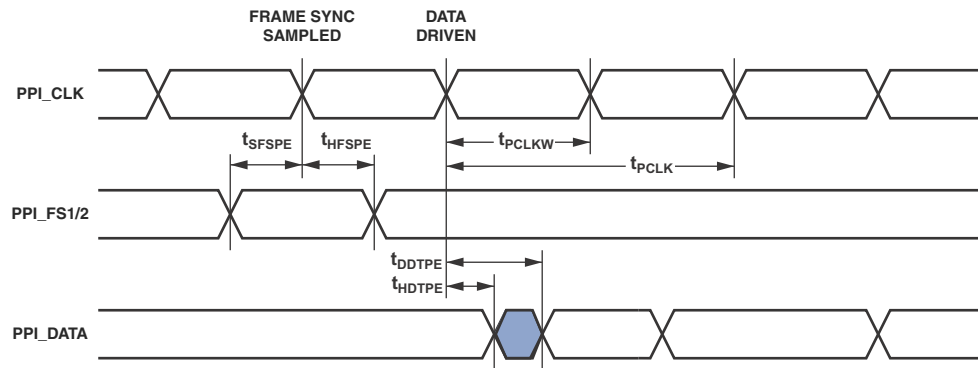 FRAME SYNC
SAMPLED
DATA
DRIVEN
PPI_CLK
tSFSPE
tHFSPE
tPCLKW
tPCLK
PPI_FS1/2
tDDTPE
tHDTPE
PPI_DATA